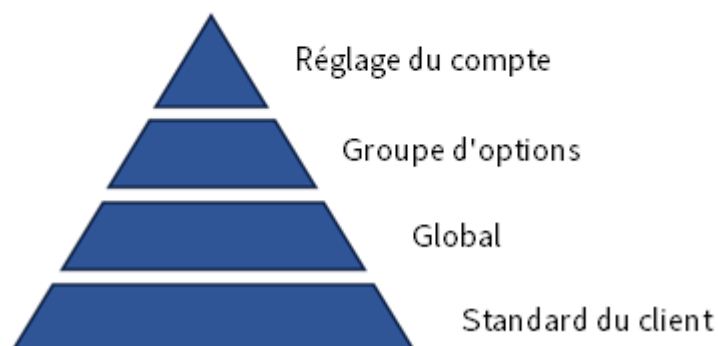 Réglage du compte
Groupe d'options
Global
Standard du client